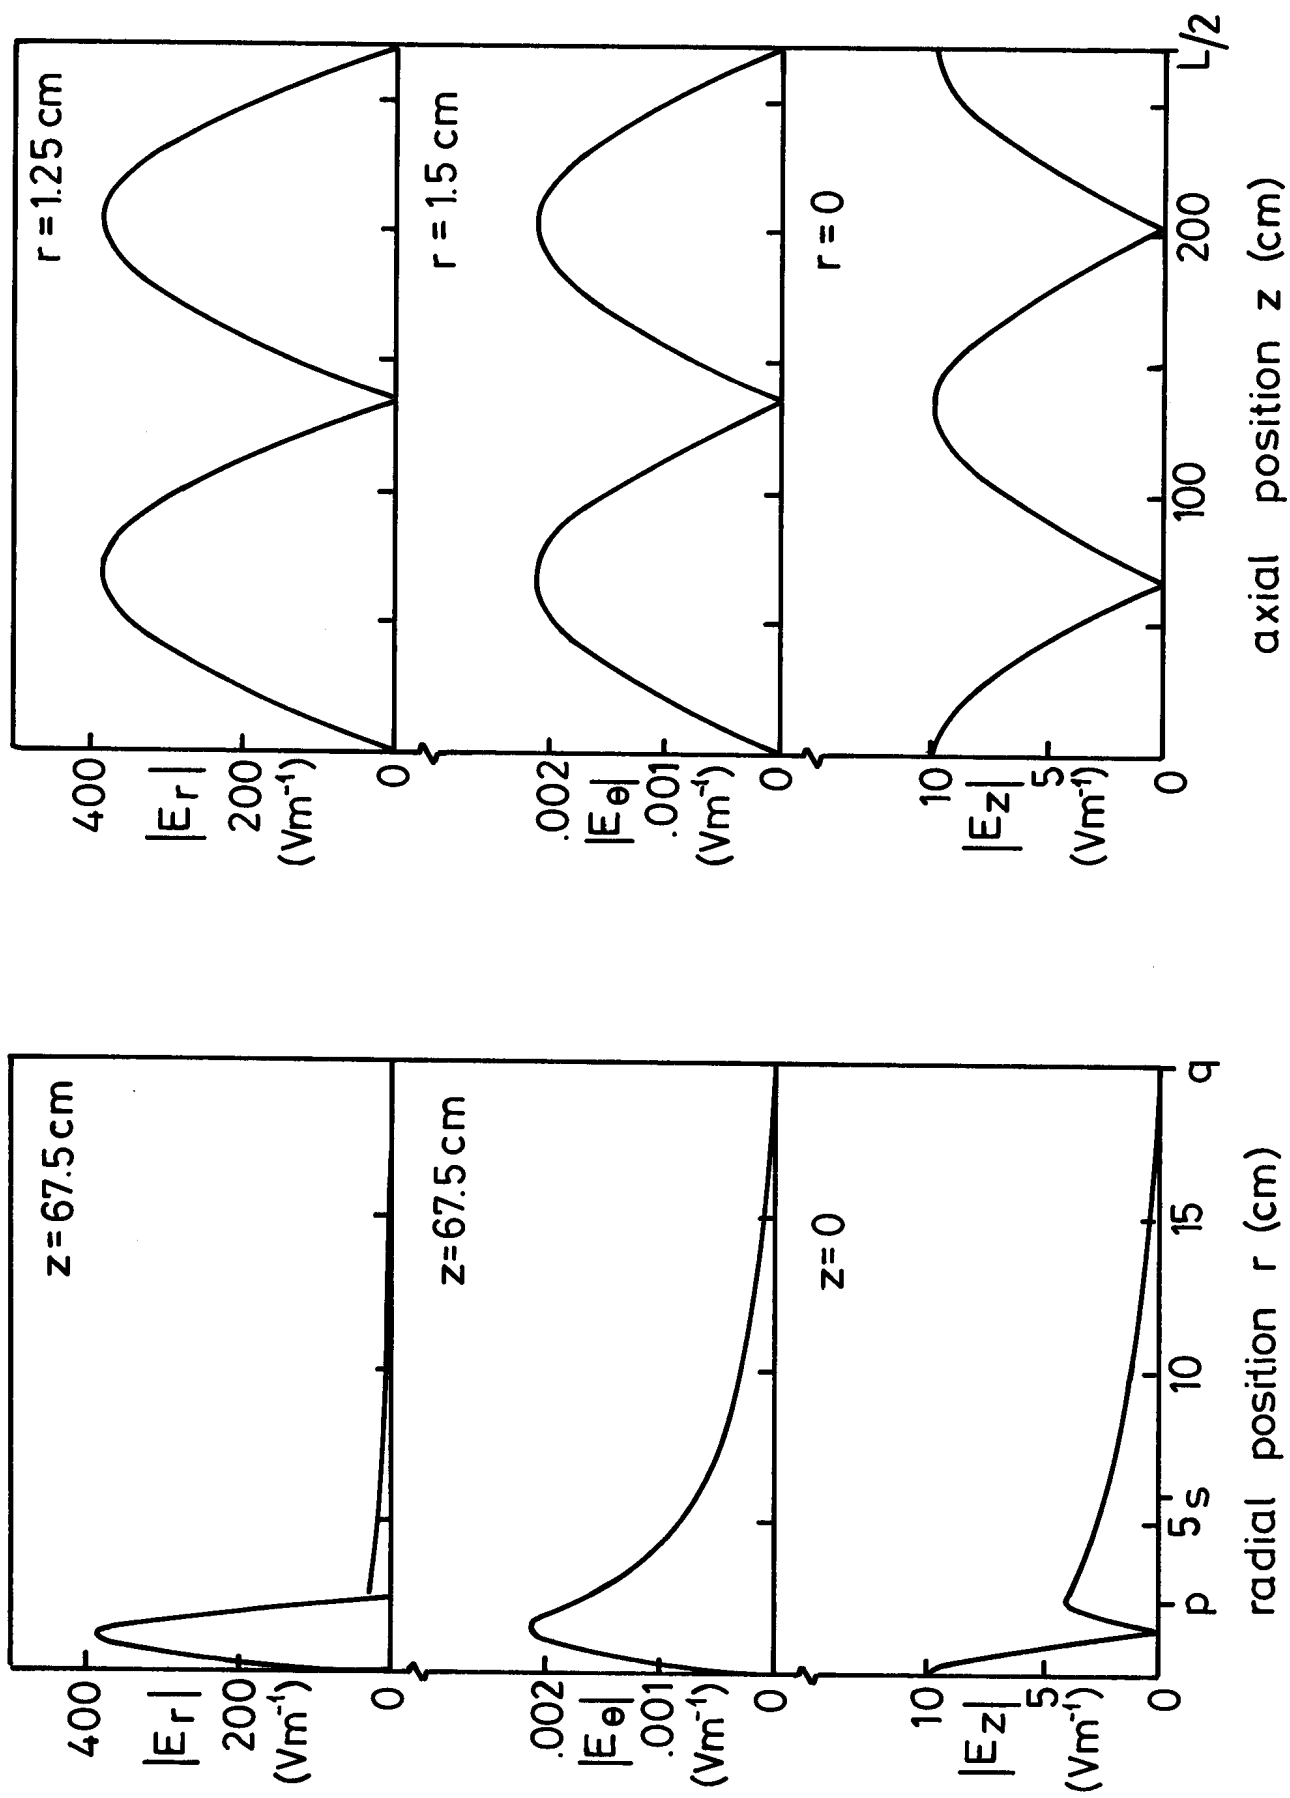 400
|Er|
200
(Vm⁻¹)
0
z=67.5cm
.002
|Eθ|
.001
(Vm⁻¹)
0
z=67.5cm
10
|Ez|
5
(Vm⁻¹)
0
z=0
p 5 s 10 15 q
radial position r (cm)
400
|Er|
200
(Vm⁻¹)
0
r=1.25cm
.002
|Eθ|
.001
(Vm⁻¹)
0
r=1.5cm
10
|Ez|
5
(Vm⁻¹)
0
r=0
100 200 L/2
axial position z (cm)